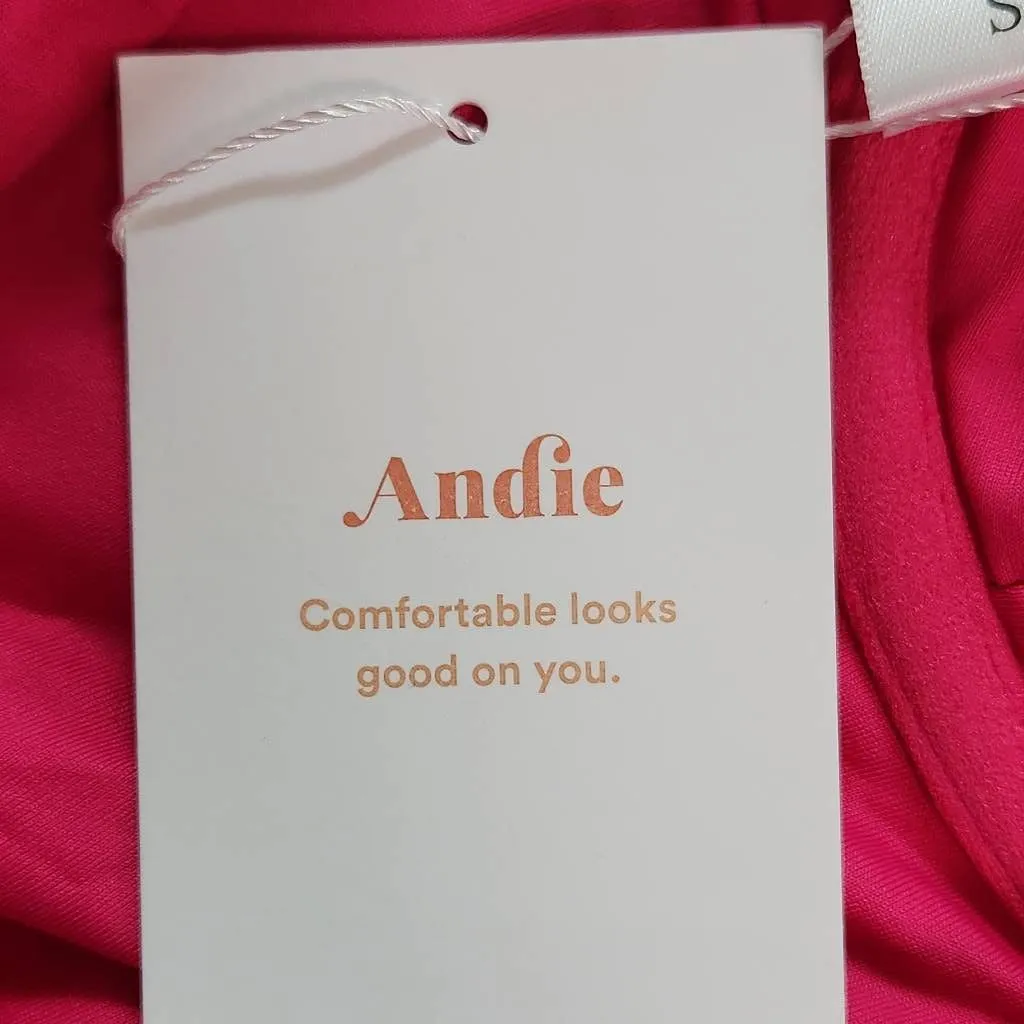 S
Andie
Comfortable looks
good on you.